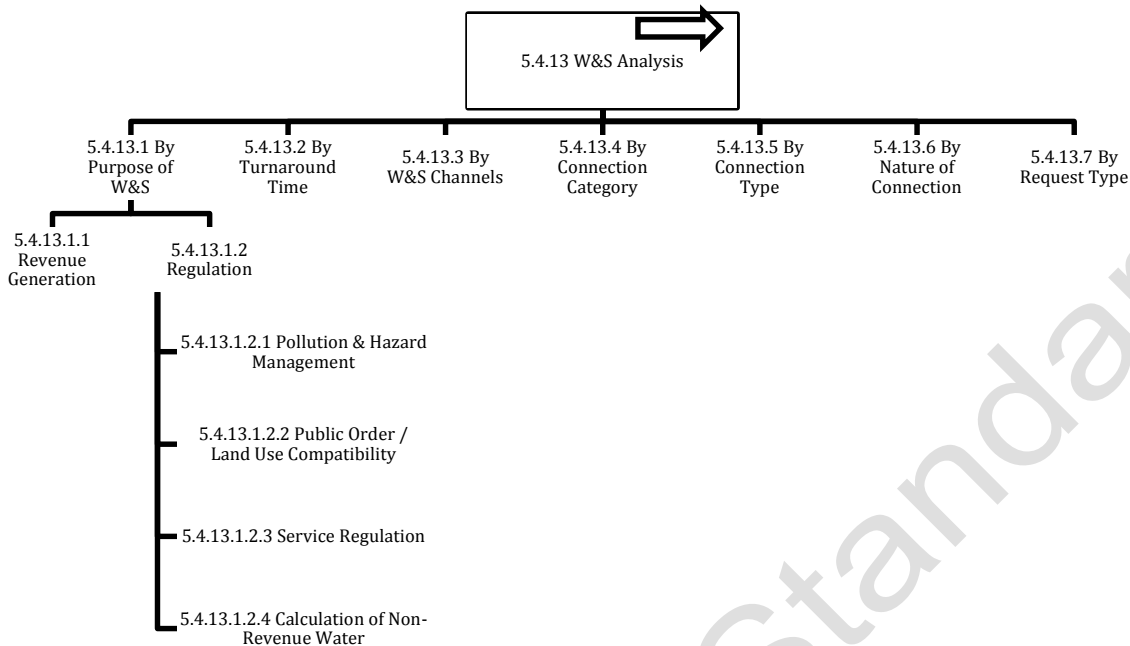 5.4.13 W&S Analysis
5.4.13.1 By
Purpose of
W&S
5.4.13.2 By
Turnaround
Time
5.4.13.3 By
W&S Channels
5.4.13.4 By
Connection
Category
5.4.13.5 By
Connection
Type
5.4.13.6 By
Nature of
Connection
5.4.13.7 By
Request Type
5.4.13.1.1
Revenue
Generation
5.4.13.1.2
Regulation
5.4.13.1.2.1 Pollution & Hazard
Management
5.4.13.1.2.2 Public Order /
Land Use Compatibility
5.4.13.1.2.3 Service Regulation
5.4.13.1.2.4 Calculation of Non-
Revenue Water
Standar